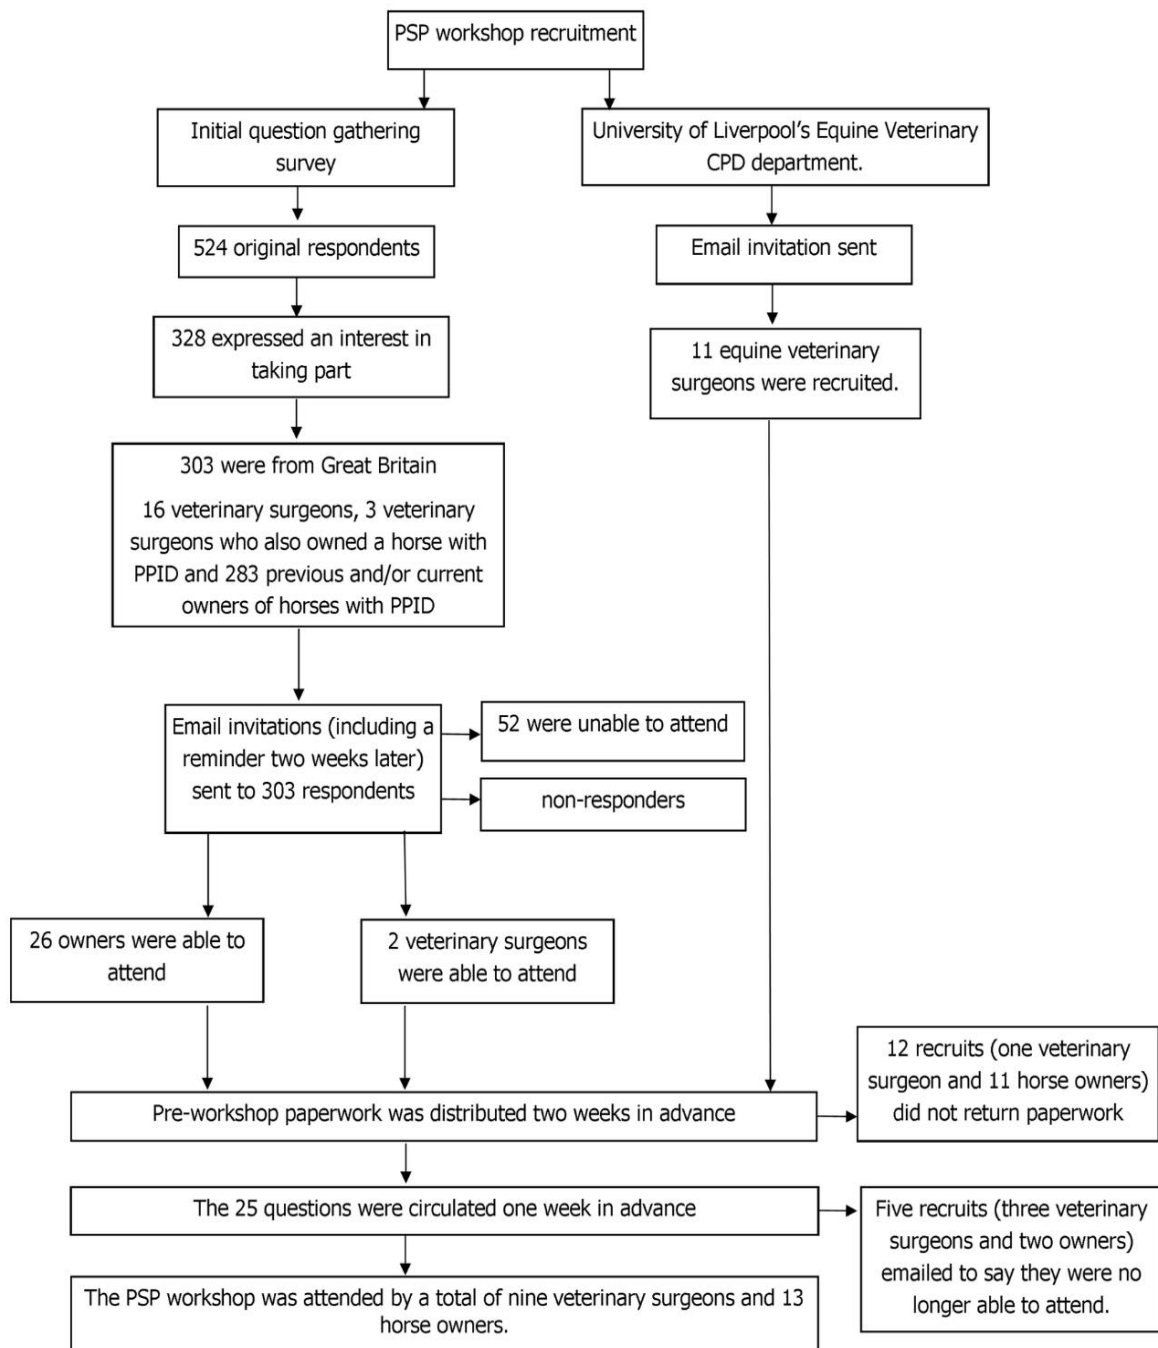 PSP workshop recruitment
Initial question gathering
survey
University of Liverpool's Equine Veterinary
CPD department.
524 original respondents
Email invitation sent
328 expressed an interest in
taking part
11 equine veterinary
surgeons were recruited.
303 were from Great Britain
16 veterinary surgeons, 3 veterinary
surgeons who also owned a horse with
PPID and 283 previous and/or current
owners of horses with PPID
Email invitations (including a
reminder two weeks later)
sent to 303 respondents
52 were unable to attend
non-responders
26 owners were able to
attend
2 veterinary surgeons
were able to attend
Pre-workshop paperwork was distributed two weeks in advance
12 recruits (one veterinary
surgeon and 11 horse owners)
did not return paperwork
The 25 questions were circulated one week in advance
Five recruits (three veterinary
surgeons and two owners)
emailed to say they were no
longer able to attend.
The PSP workshop was attended by a total of nine veterinary surgeons and 13
horse owners.